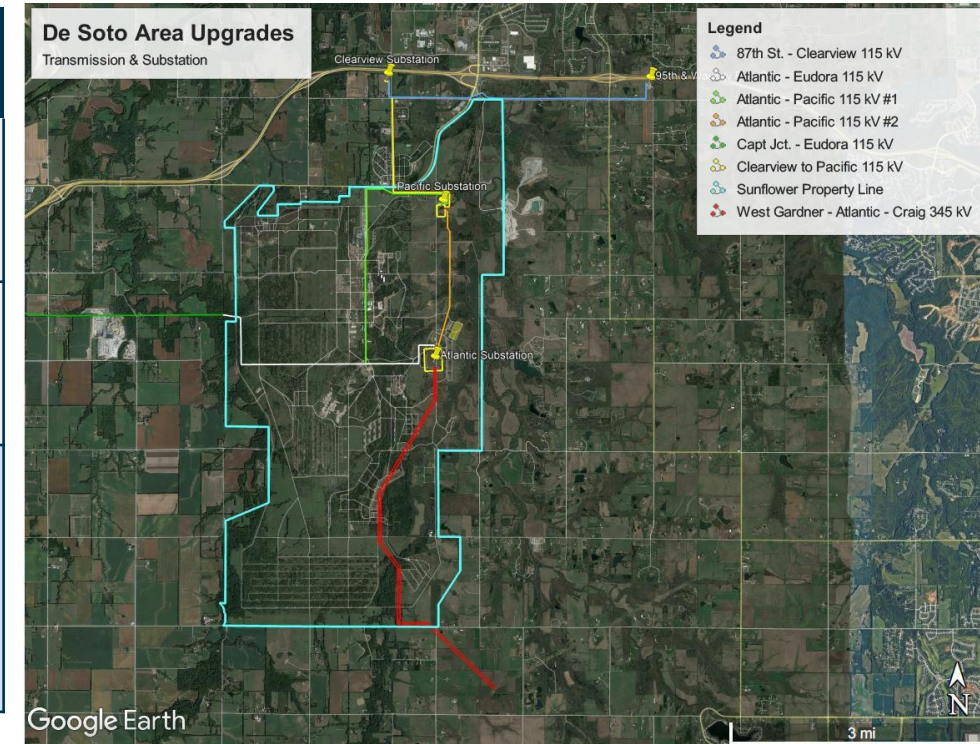 De Soto Area Upgrades
Transmission & Substation
Legend
87th St. - Clearview 115 kV
Atlantic - Eudora 115 kV
Atlantic - Pacific 115 kV #1
Atlantic - Pacific 115 kV #2
Capt Jct. - Eudora 115 kV
Clearview to Pacific 115 kV
Sunflower Property Line
West Gardner - Atlantic - Craig 345 kV
Clearview Substation
95th &
Pacific Substation
Atlantic Substation
Google Earth
N
3 mi